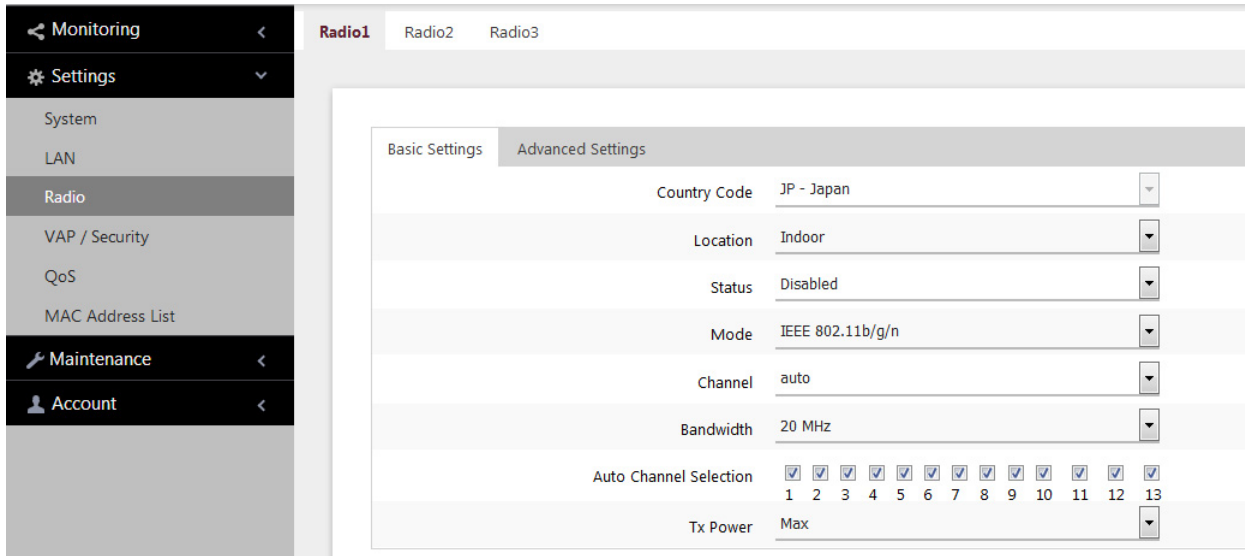 Monitoring
Settings
System
LAN
Radio
VAP / Security
QoS
MAC Address List
Maintenance
Account
Radio1 Radio2 Radio3
Basic Settings Advanced Settings
Country Code JP - Japan
Location Indoor
Status Disabled
Mode IEEE 802.11b/g/n
Channel auto
Bandwidth 20 MHz
Auto Channel Selection
1 2 3 4 5 6 7 8 9 10 11 12 13
Tx Power Max